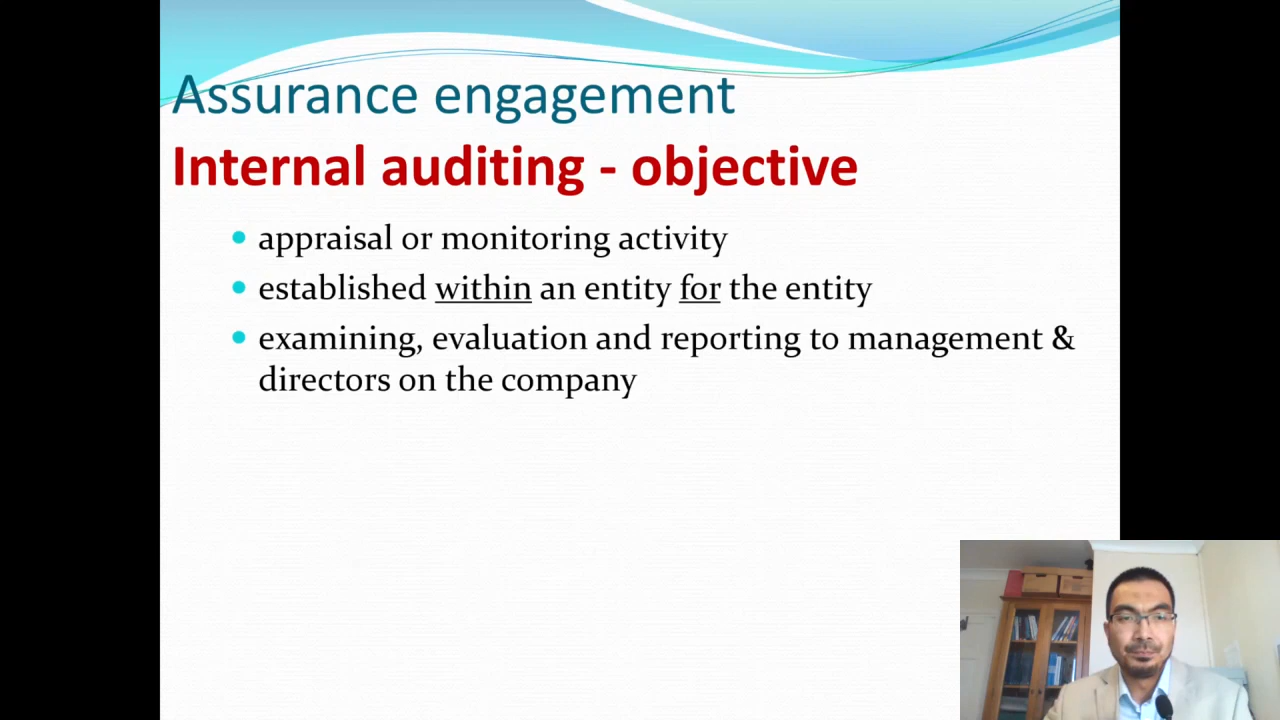 Assurance engagement
Internal auditing - objective
appraisal or monitoring activity
established within an entity for the entity
examining, evaluation and reporting to management &
directors on the company